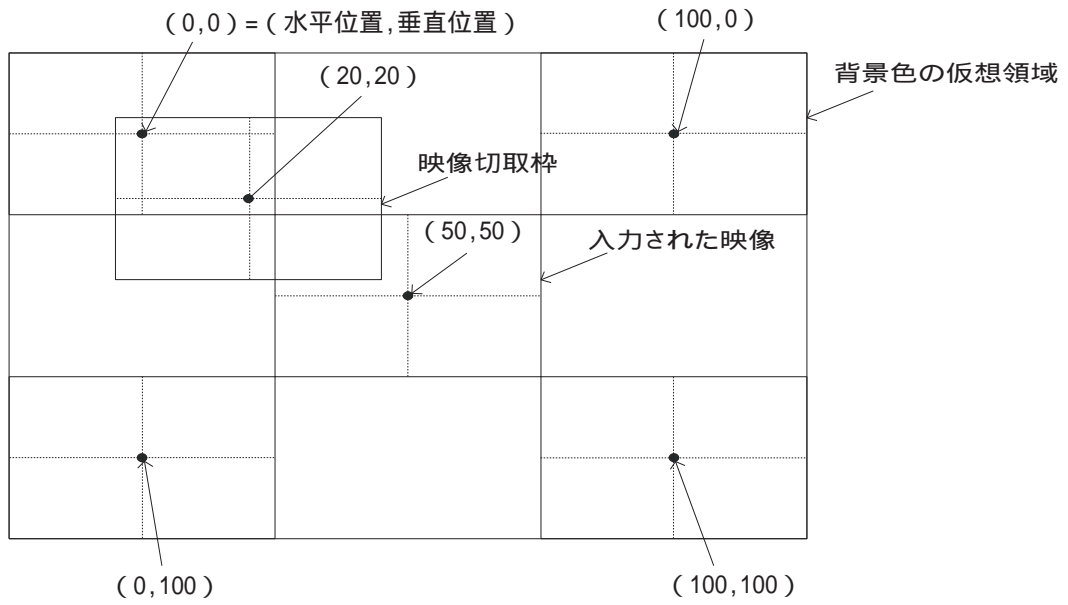 (0,0)=(水平位置,垂直位置)
(100,0)
(20,20)
背景色の仮想領域
映像切取枠
(50,50)
入力された映像
(0,100)
(100,100)